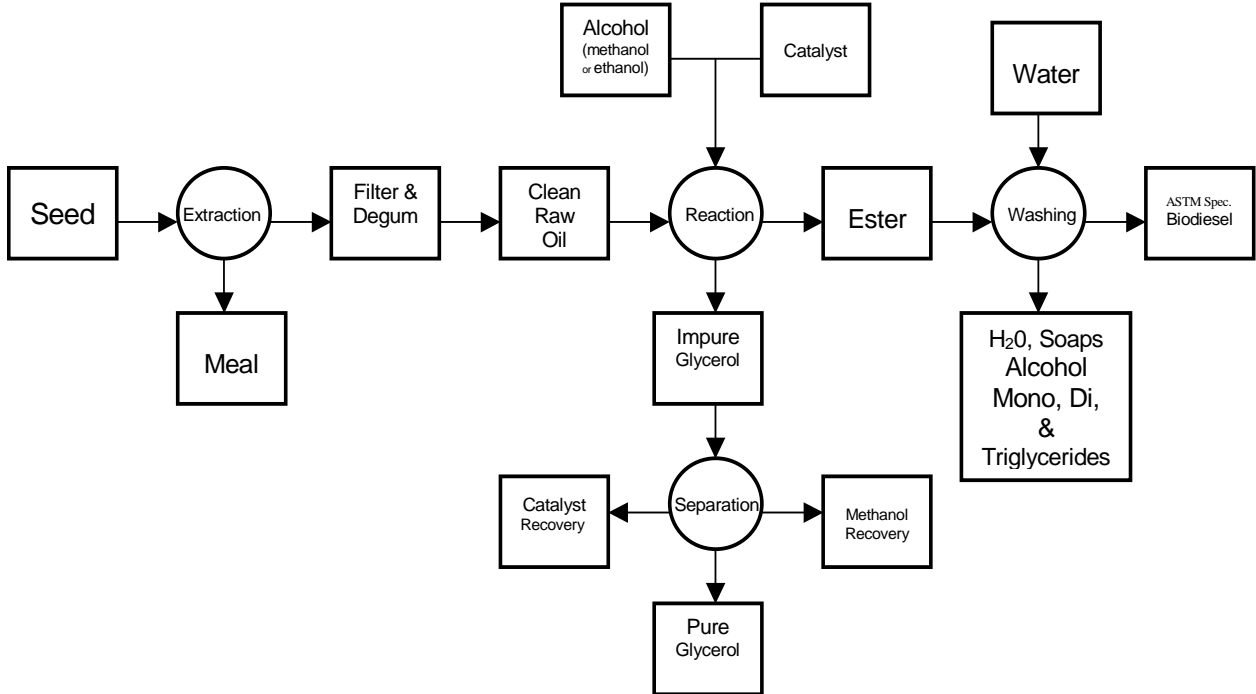 Alcohol
(methanol
or ethanol)
Catalyst
Water
Seed
Extraction
Filter &
Degum
Clean
Raw
Oil
Reaction
Ester
Washing
ASTM Spec.
Biodiesel
Meal
Impure
Glycerol
H₂0, Soaps
Alcohol
Mono, Di,
&
Triglycerides
Catalyst
Recovery
Separation
Methanol
Recovery
Pure
Glycerol